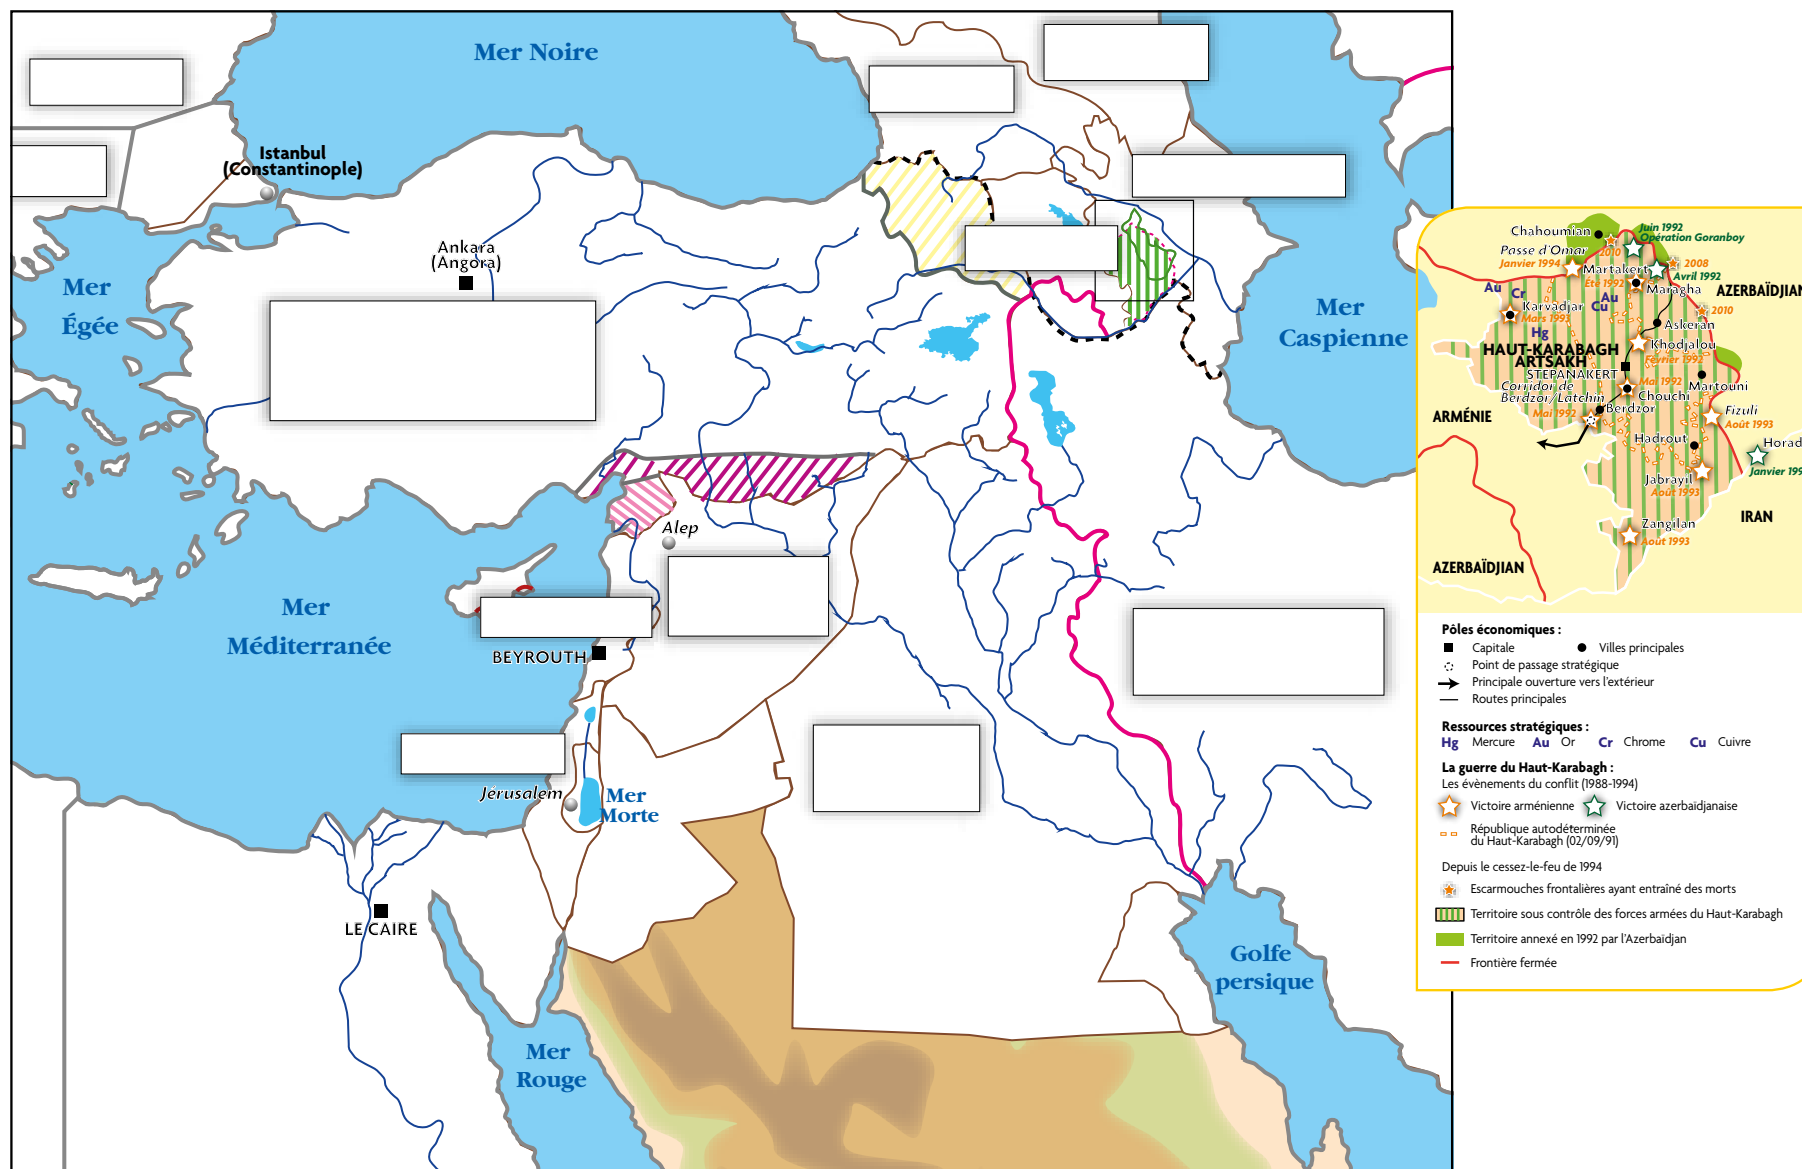 Mer Noire
Istanbul
(Constantinople)
Ankara
(Angora)
Mer
Égée
Mer
Caspienne
Alep
Mer
Méditerranée
BEYROUTH
Jérusalem
Mer
Morte
LE CAIRE
Golfe
persique
Mer
Rouge
Chahoumian
Juin 1992
Opération Goranboy
Passe d'Omar
2010
Janvier 1994
Martakert
2008
Avril 1992
Eté 1992
Maragha
AZERBAÏDJAN
Au
Cr
Au
Cu
Karvadjar
Mars 1993
2010
Askeran
Hg
Khodjalou
HAUT-KARABAGH
ARTSAKH
Février 1992
STEPANAKERT
Mai 1992
Martouni
Corridor de
Berdzor/Latchin
Chouchi
Berdzor
Mai 1992
Fizuli
Août 1993
ARMÉNIE
Hadrout
Horad
Janvier 199
Jabrayil
Août 1993
Zangilan
Août 1993
IRAN
AZERBAÏDJAN
Pôles économiques :
Capitale
Villes principales
Point de passage stratégique
Principale ouverture vers l'extérieur
Routes principales
Ressources stratégiques :
Hg Mercure Au Or Cr Chrome Cu Cuivre
La guerre du Haut-Karabagh :
Les évènements du conflit (1988-1994)
Victoire arménienne
Victoire azerbaidjanaise
République autodéterminée
du Haut-Karabagh (02/09/91)
Depuis le cessez-le-feu de 1994
Escarmouches frontalières ayant entraîné des morts
Territoire sous contrôle des forces armées du Haut-Karabagh
Territoire annexé en 1992 par l'Azerbaïdjan
Frontière fermée